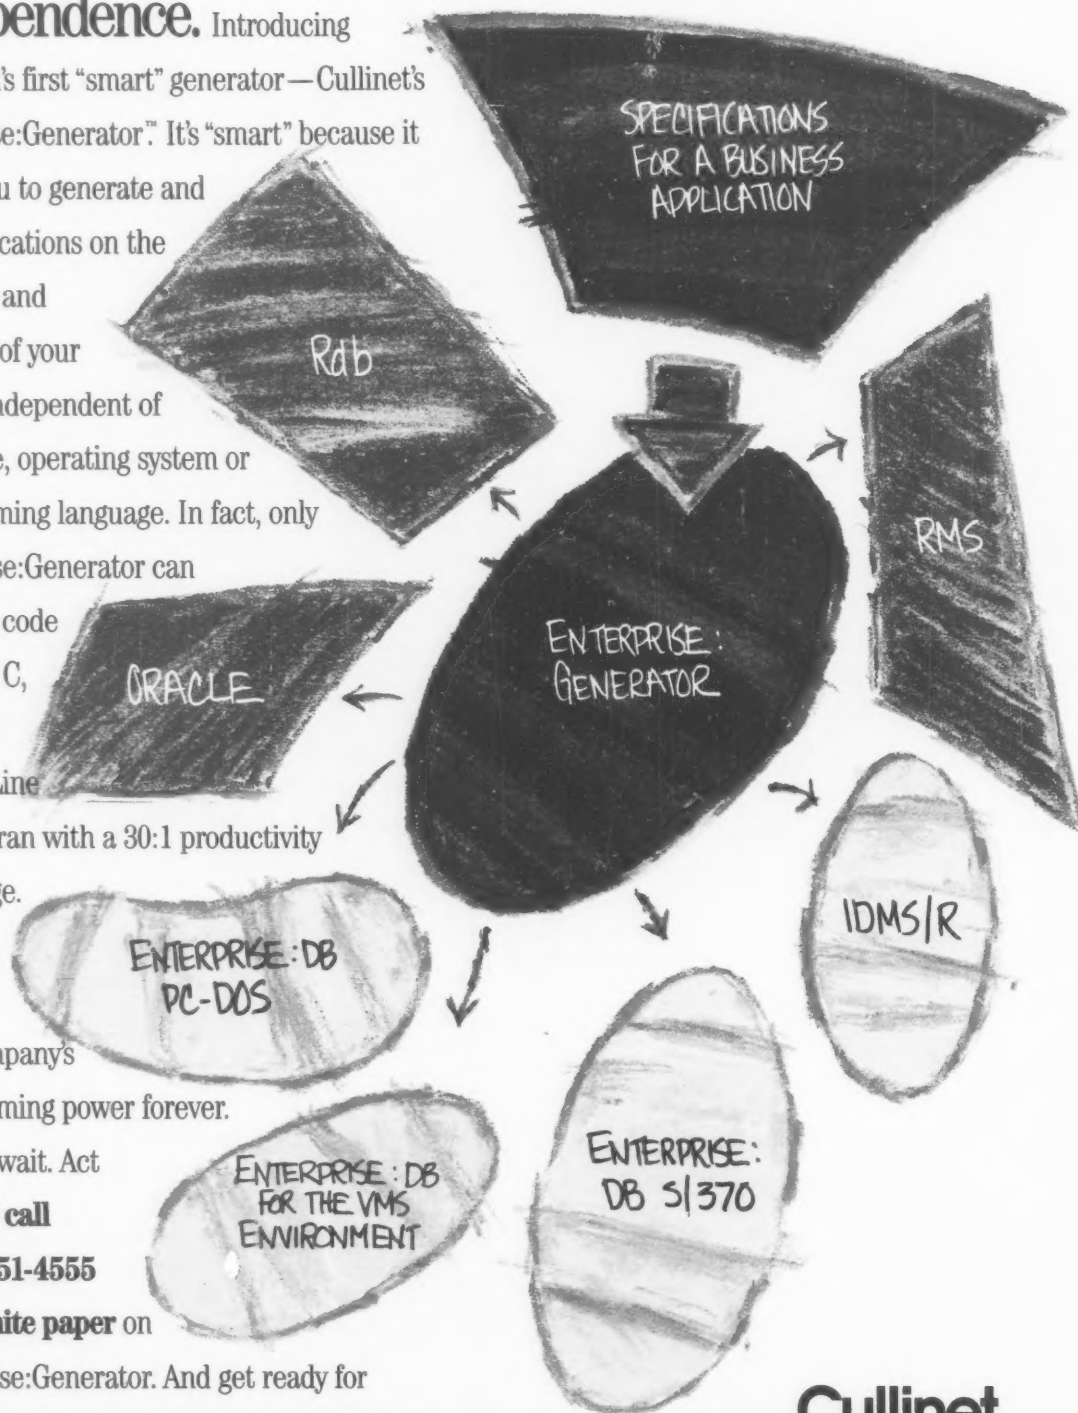 pendence. Introducing
's first “smart” generator—Cullinet's
e:Generator™. It's “smart” because it
u to generate and
cations on the
and
of your
ndependent of
e, operating system or
ming language. In fact, only
se:Generator can
code
C,
Line
ran with a 30:1 productivity
ge.
mpany's
ming power forever.
wait. Act
call
51-4555
ite paper on
se:Generator. And get ready for
SPECIFICATIONS
FOR A BUSINESS
APPLICATION
Rdb
RMS
ENTERPRISE:
GENERATOR
ORACLE
IDMS/R
ENTERPRISE:DB
PC-DOS
ENTERPRISE:DB
FOR THE VMS
ENVIRONMENT
ENTERPRISE:
DB S/370
Cullinet